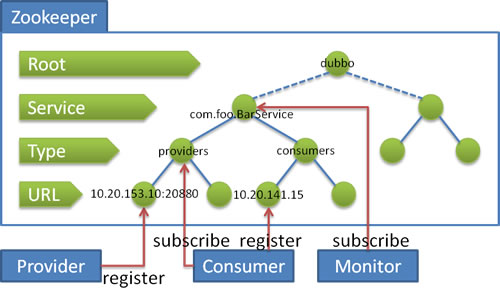 Zookeeper
Root
dubbo
Service
com.foo.BarService
Type
providers
consumers
URL
10.20.153.10:20880
10.20.141.15
subscribe
register
subscribe
Provider
register
Consumer
Monitor